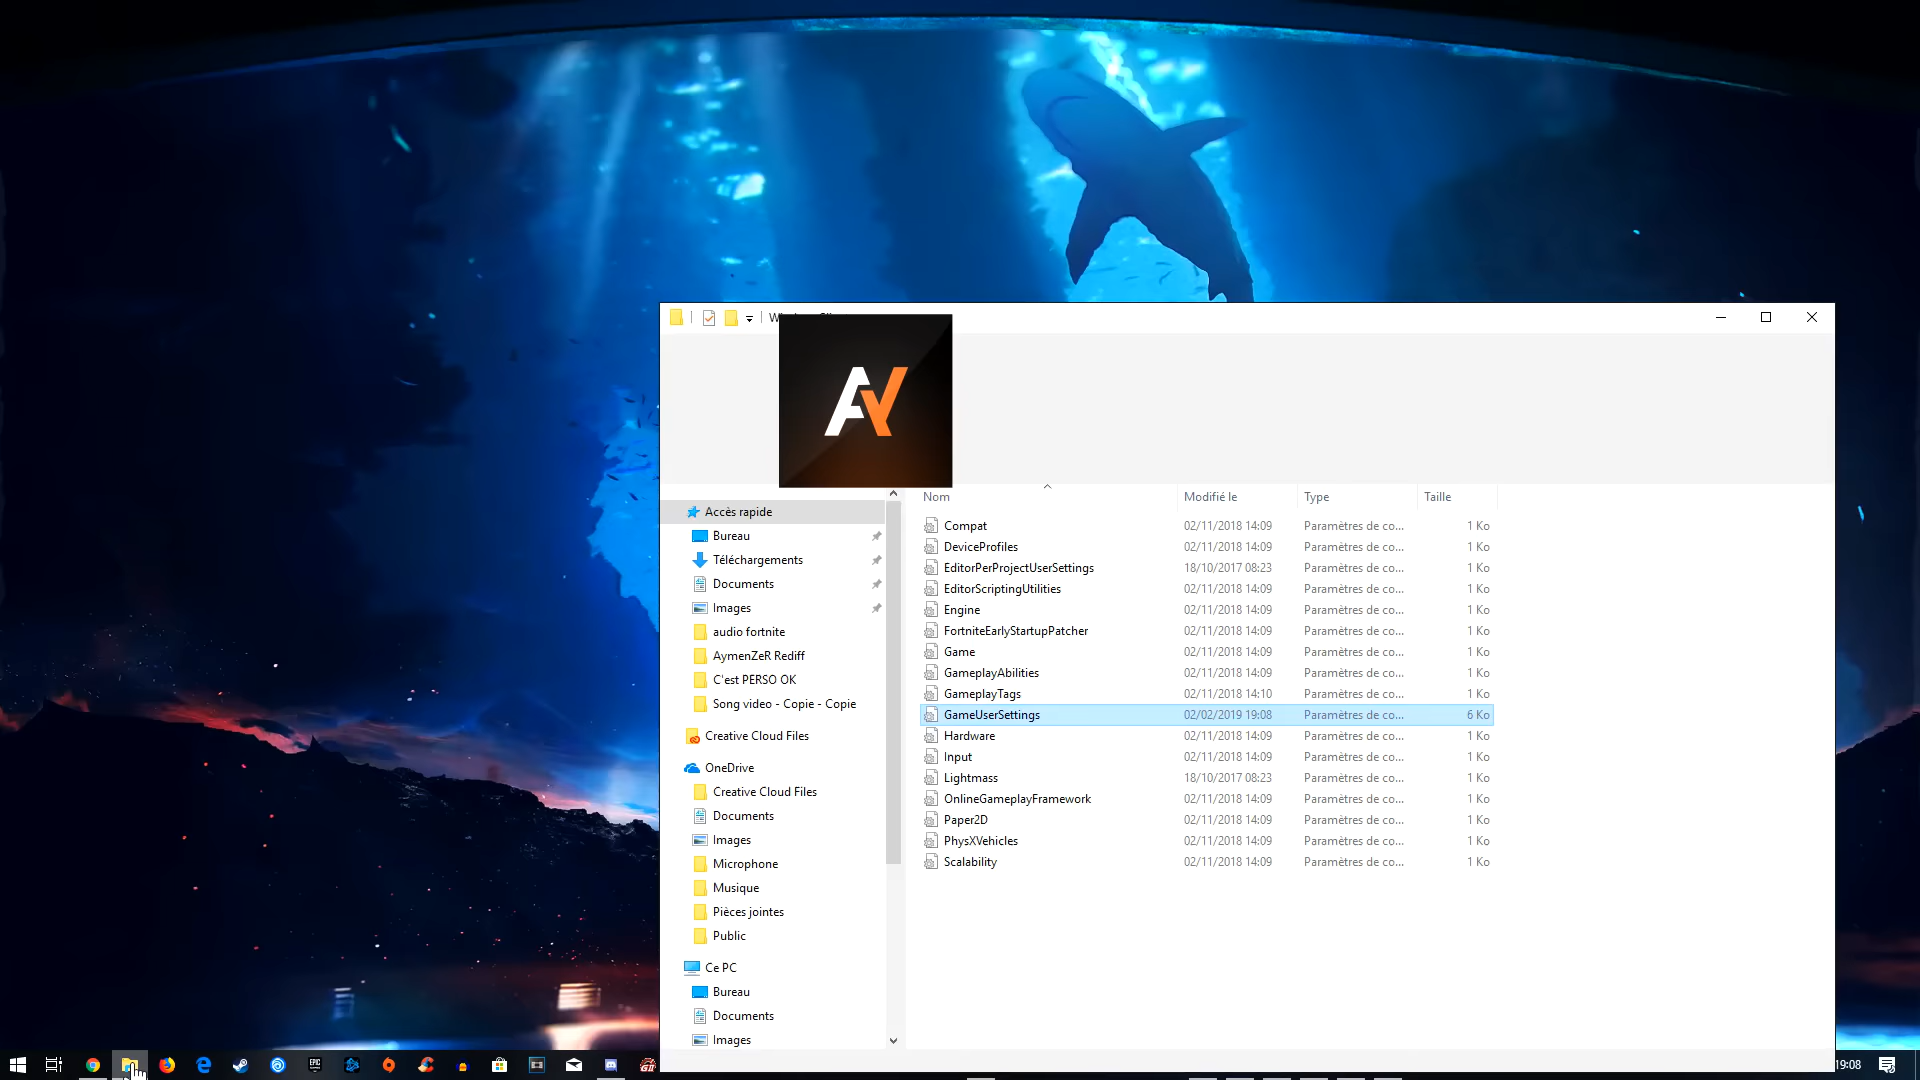 Accès rapide
Bureau
Téléchargements
Documents
Images
audio fortnite
AymenZeR Rediff
C'est PERSO OK
Song video - Copie - Copie
Creative Cloud Files
OneDrive
Creative Cloud Files
Documents
Images
Microphone
Musique
Pièces jointes
Public
Ce PC
Bureau
Documents
Images
Nom Modifié le Type Taille
Compat 02/11/2018 14:09 Paramètres de co... 1 Ko
DeviceProfiles 02/11/2018 14:09 Paramètres de co... 1 Ko
EditorPerProjectUserSettings 18/10/2017 08:23 Paramètres de co... 1 Ko
EditorScriptingUtilities 02/11/2018 14:09 Paramètres de co... 1 Ko
Engine 02/11/2018 14:09 Paramètres de co... 1 Ko
FortniteEarlyStartupPatcher 02/11/2018 14:09 Paramètres de co... 1 Ko
Game 02/11/2018 14:09 Paramètres de co... 1 Ko
GameplayAbilities 02/11/2018 14:09 Paramètres de co... 1 Ko
GameplayTags 02/11/2018 14:10 Paramètres de co... 1 Ko
GameUserSettings 02/02/2019 19:08 Paramètres de co... 6 Ko
Hardware 02/11/2018 14:09 Paramètres de co... 1 Ko
Input 02/11/2018 14:09 Paramètres de co... 1 Ko
Lightmass 18/10/2017 08:23 Paramètres de co... 1 Ko
OnlineGameplayFramework 02/11/2018 14:09 Paramètres de co... 1 Ko
Paper2D 02/11/2018 14:09 Paramètres de co... 1 Ko
PhysXVehicles 02/11/2018 14:09 Paramètres de co... 1 Ko
Scalability 02/11/2018 14:09 Paramètres de co... 1 Ko
EPIC
19:08